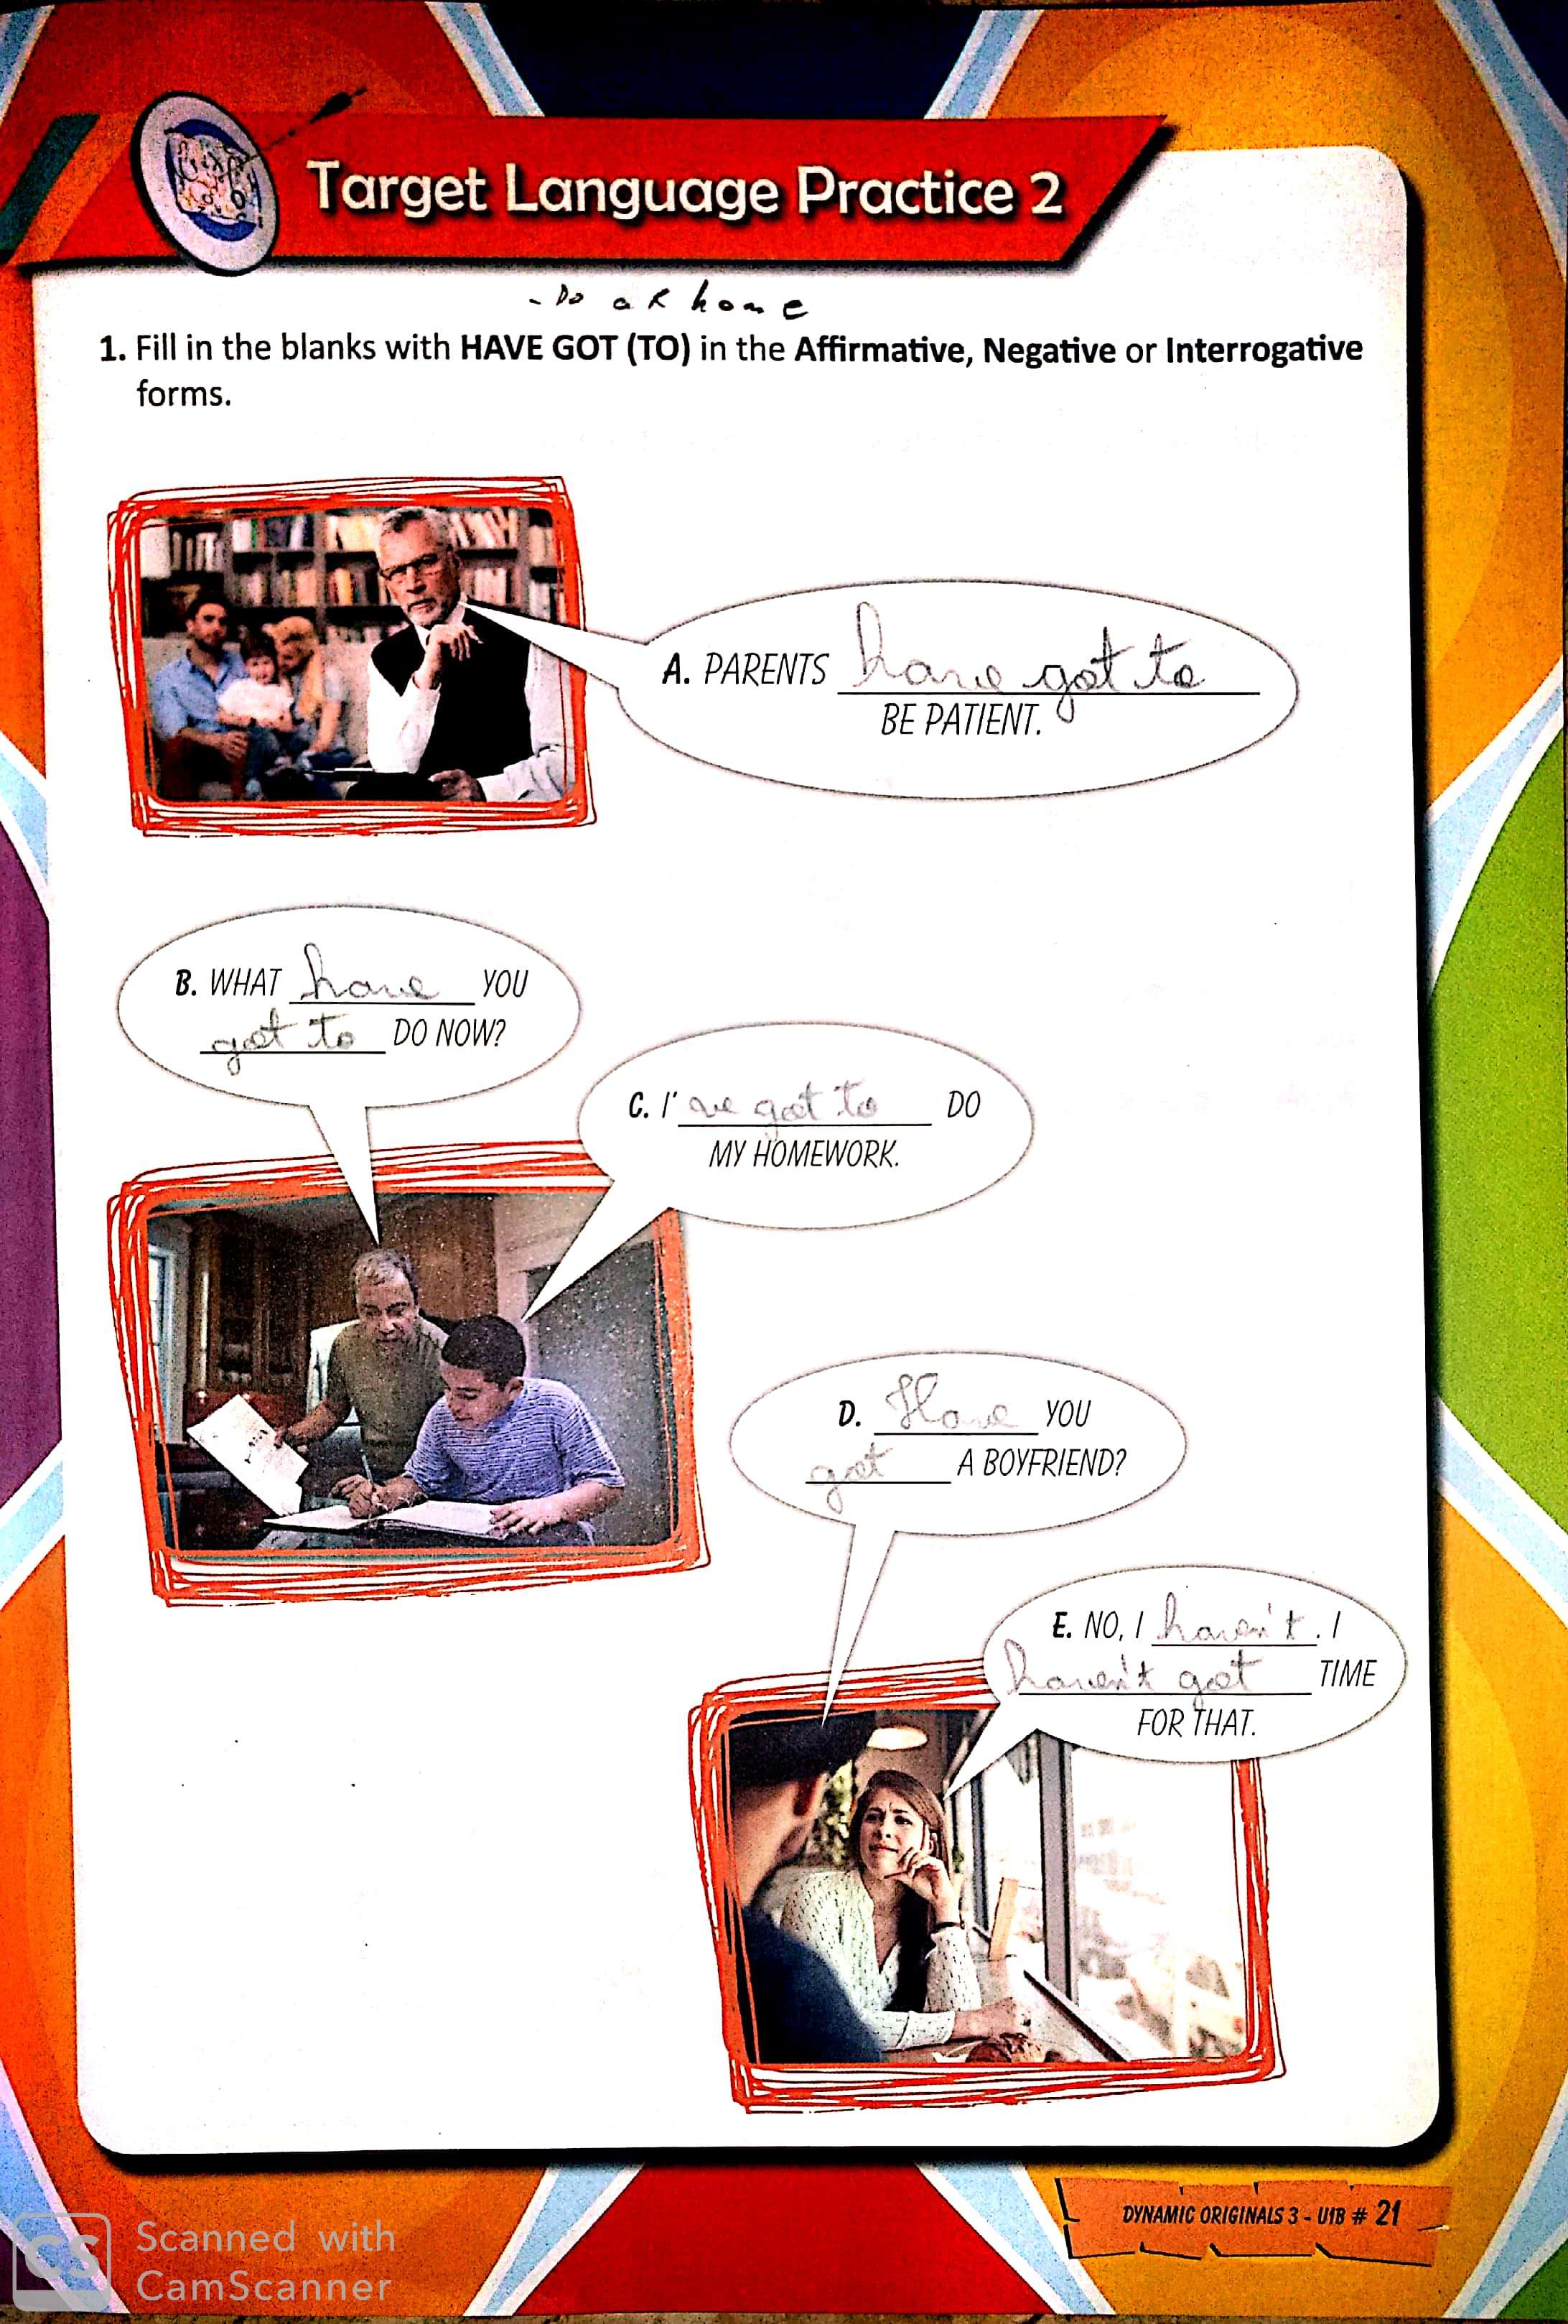 Target Language Practice 2
- Do at home
1. Fill in the blanks with HAVE GOT (TO) in the Affirmative, Negative or Interrogative
forms.
A. PARENTS have got to
BE PATIENT.
B. WHAT have YOU
got to DO NOW?
C. I' ve got to DO
MY HOMEWORK.
D. Have YOU
got A BOYFRIEND?
E. NO, I haven't. I
haven't got TIME
FOR THAT.
DYNAMIC ORIGINALS 3 - U1B # 21
CS
Scanned with
CamScanner